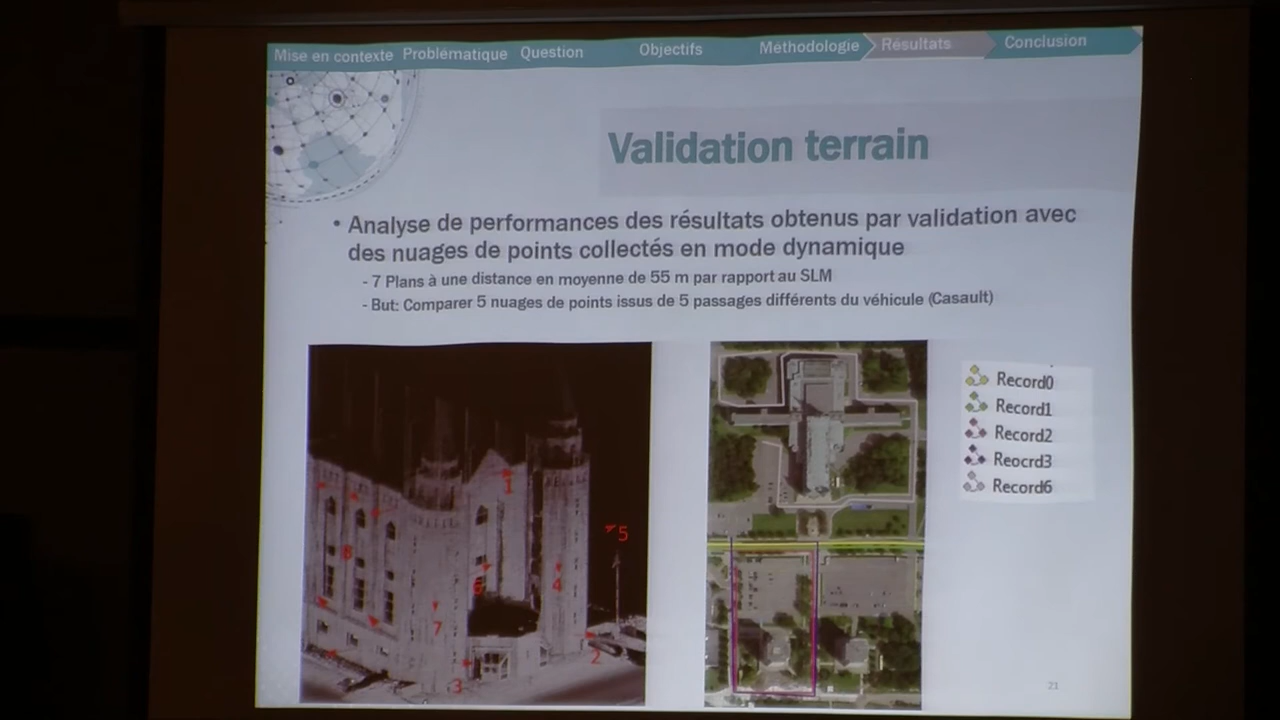 Mise en contexte Problématique Question Objectifs Méthodologie Résultats Conclusion
Validation terrain
• Analyse de performances des résultats obtenus par validation avec
des nuages de points collectés en mode dynamique
- 7 Plans à une distance en moyenne de 55 m par rapport au SLM
- But: Comparer 5 nuages de points issus de 5 passages différents du véhicule (Casault)
1
5
8
6
4
7
2
3
Record0
Record1
Record2
Reocrd3
Record6
21